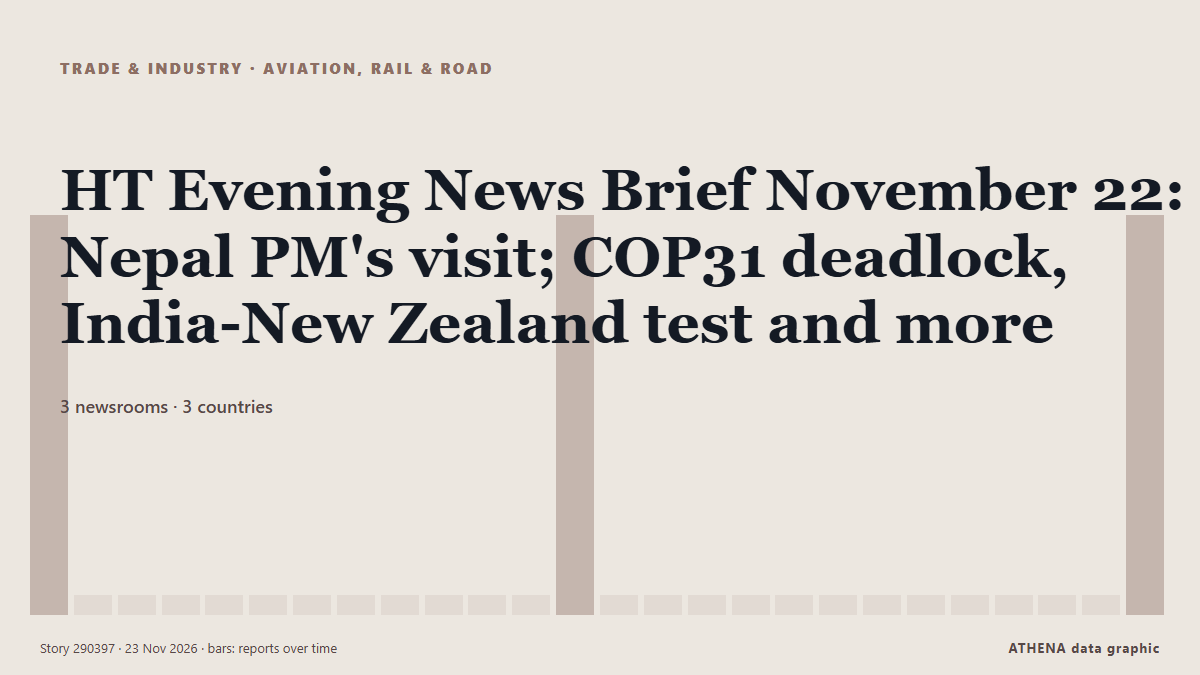 TRADE & INDUSTRY · AVIATION, RAIL & ROAD
HT Evening News Brief November 22:
Nepal PM's visit; COP31 deadlock,
India-New Zealand test and more
3 newsrooms · 3 countries
Story 290397 · 23 Nov 2026 · bars: reports over time
ATHENA data graphic